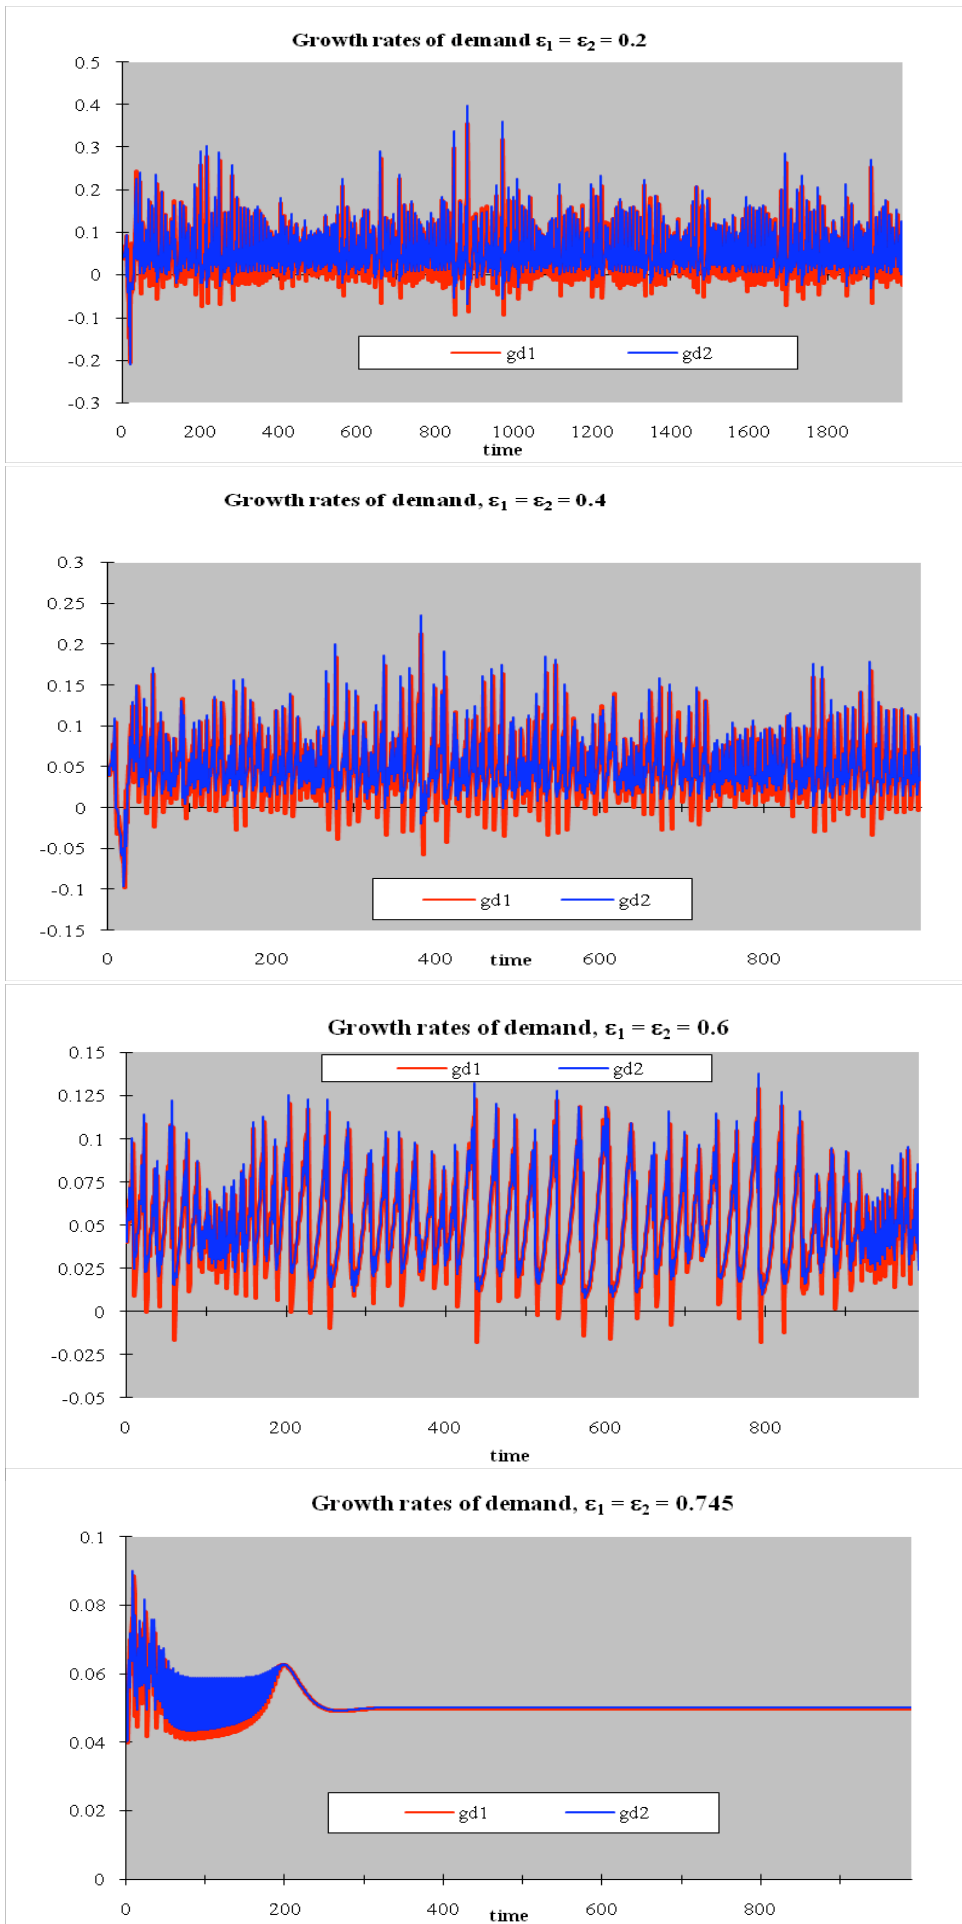 Growth rates of demand ε1 = ε2 = 0.2
0.5
0.4
0.3
0.2
0.1
0
-0.1
-0.2
-0.3
gd1 gd2
0 200 400 600 800 1000 1200 1400 1600 1800
time
Growth rates of demand, ε1 = ε2 = 0.4
0.3
0.25
0.2
0.15
0.1
0.05
0
-0.05
-0.1
-0.15
gd1 gd2
0 200 400 600 800
time
Growth rates of demand, ε1 = ε2 = 0.6
0.15
gd1 gd2
0.125
0.1
0.075
0.05
0.025
0
-0.025
-0.05
0 200 400 600 800
time
Growth rates of demand, ε1 = ε2 = 0.745
0.1
0.08
0.06
0.04
0.02
0
gd1 gd2
0 200 400 600 800
time